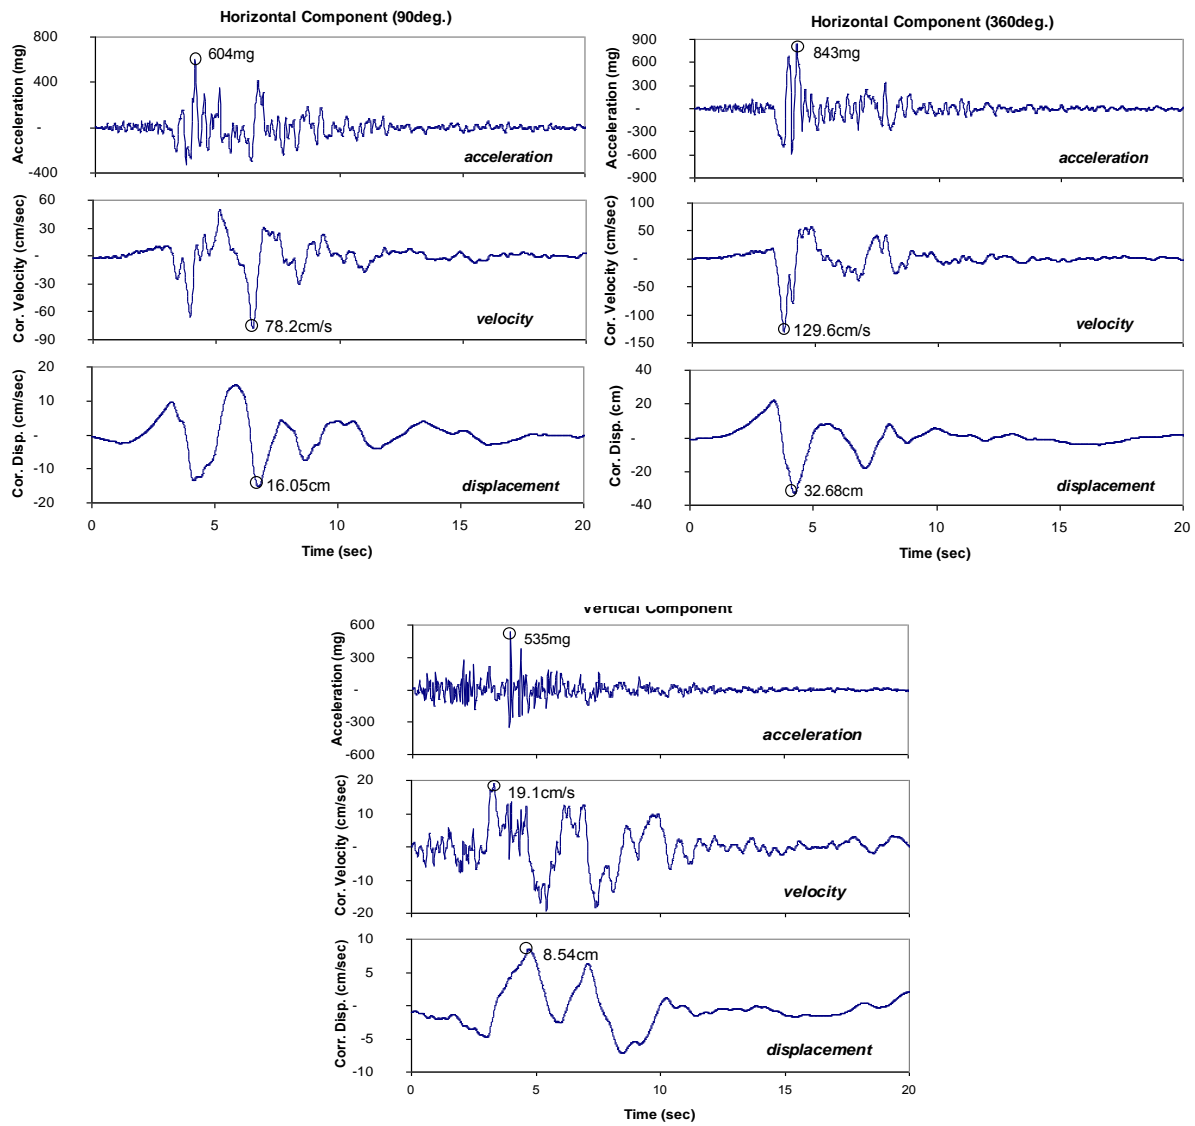 Horizontal Component (90deg.)
Acceleration (mg)
800
400
-
-400
604mg
acceleration
Cor. Velocity (cm/sec)
60
30
-
-30
-60
-90
78.2cm/s
velocity
Cor. Disp. (cm/sec)
20
10
-
-10
-20
16.05cm
displacement
0 5 10 15 20
Time (sec)
Horizontal Component (360deg.)
Acceleration (mg)
900
600
300
-
-300
-600
-900
843mg
acceleration
Cor. Velocity (cm/sec)
100
50
-
-50
-100
-150
129.6cm/s
velocity
Cor. Disp. (cm)
40
20
-
-20
-40
32.68cm
displacement
0 5 10 15 20
Time (sec)
Vertical Component
Acceleration (mg)
600
300
-
-300
-600
535mg
acceleration
Cor. Velocity (cm/sec)
20
10
-
-10
-20
19.1cm/s
velocity
Corr. Disp. (cm/sec)
10
5
-
-5
-10
8.54cm
displacement
0 5 10 15 20
Time (sec)